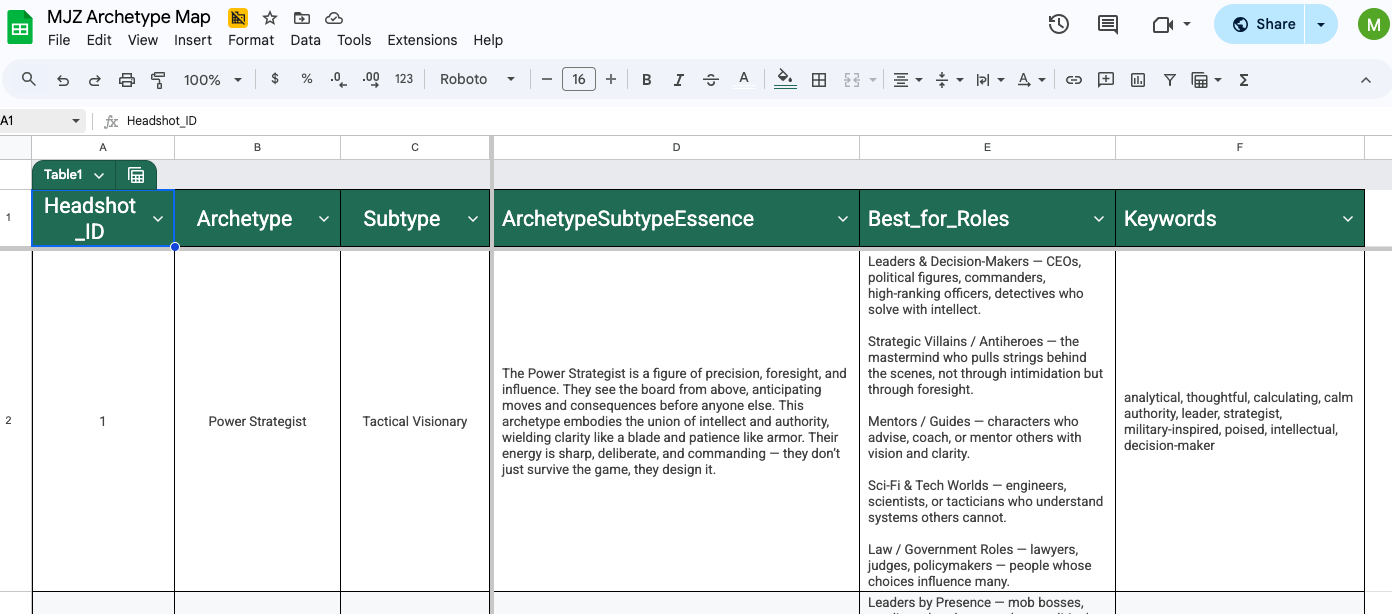 MJZ Archetype Map
File Edit View Insert Format Data Tools Extensions Help
Share
M
100% $ % .0 .00 123 Roboto 16 B I S A A Σ
A1 fx Headshot_ID
A B C D E F
Table1
1
Headshot
_ID
Archetype
Subtype
ArchetypeSubtypeEssence
Best_for_Roles
Keywords
2
1
Power Strategist
Tactical Visionary
The Power Strategist is a figure of precision, foresight, and
influence. They see the board from above, anticipating
moves and consequences before anyone else. This
archetype embodies the union of intellect and authority,
wielding clarity like a blade and patience like armor. Their
energy is sharp, deliberate, and commanding — they don't
just survive the game, they design it.
Leaders & Decision-Makers — CEOs,
political figures, commanders,
high-ranking officers, detectives who
solve with intellect.
Strategic Villains / Antiheroes — the
mastermind who pulls strings behind
the scenes, not through intimidation but
through foresight.
Mentors / Guides — characters who
advise, coach, or mentor others with
vision and clarity.
Sci-Fi & Tech Worlds — engineers,
scientists, or tacticians who understand
systems others cannot.
Law / Government Roles — lawyers,
judges, policymakers — people whose
choices influence many.
analytical, thoughtful, calculating, calm
authority, leader, strategist,
military-inspired, poised, intellectual,
decision-maker
Leaders by Presence — mob bosses,